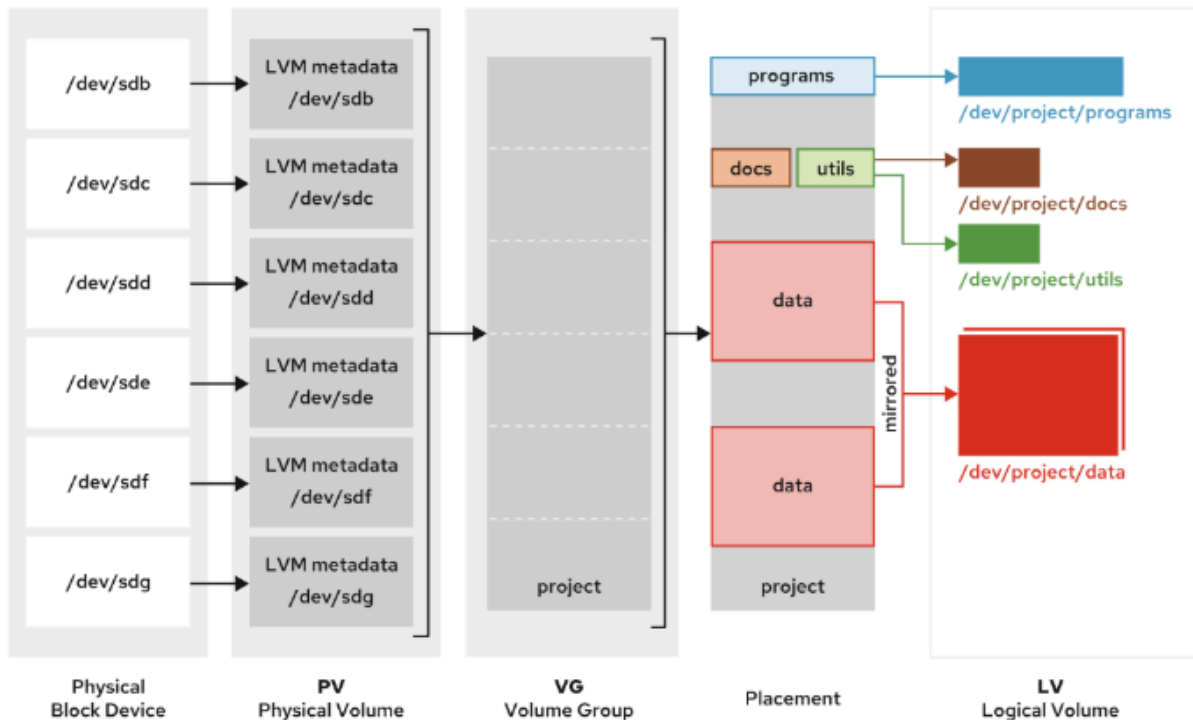 /dev/sdb
/dev/sdc
/dev/sdd
/dev/sde
/dev/sdf
/dev/sdg
Physical
Block Device
LVM metadata
/dev/sdb
LVM metadata
/dev/sdc
LVM metadata
/dev/sdd
LVM metadata
/dev/sde
LVM metadata
/dev/sdf
LVM metadata
/dev/sdg
PV
Physical Volume
project
VG
Volume Group
programs
docs
utils
data
mirrored
data
project
Placement
/dev/project/programs
/dev/project/docs
/dev/project/utils
/dev/project/data
LV
Logical Volume